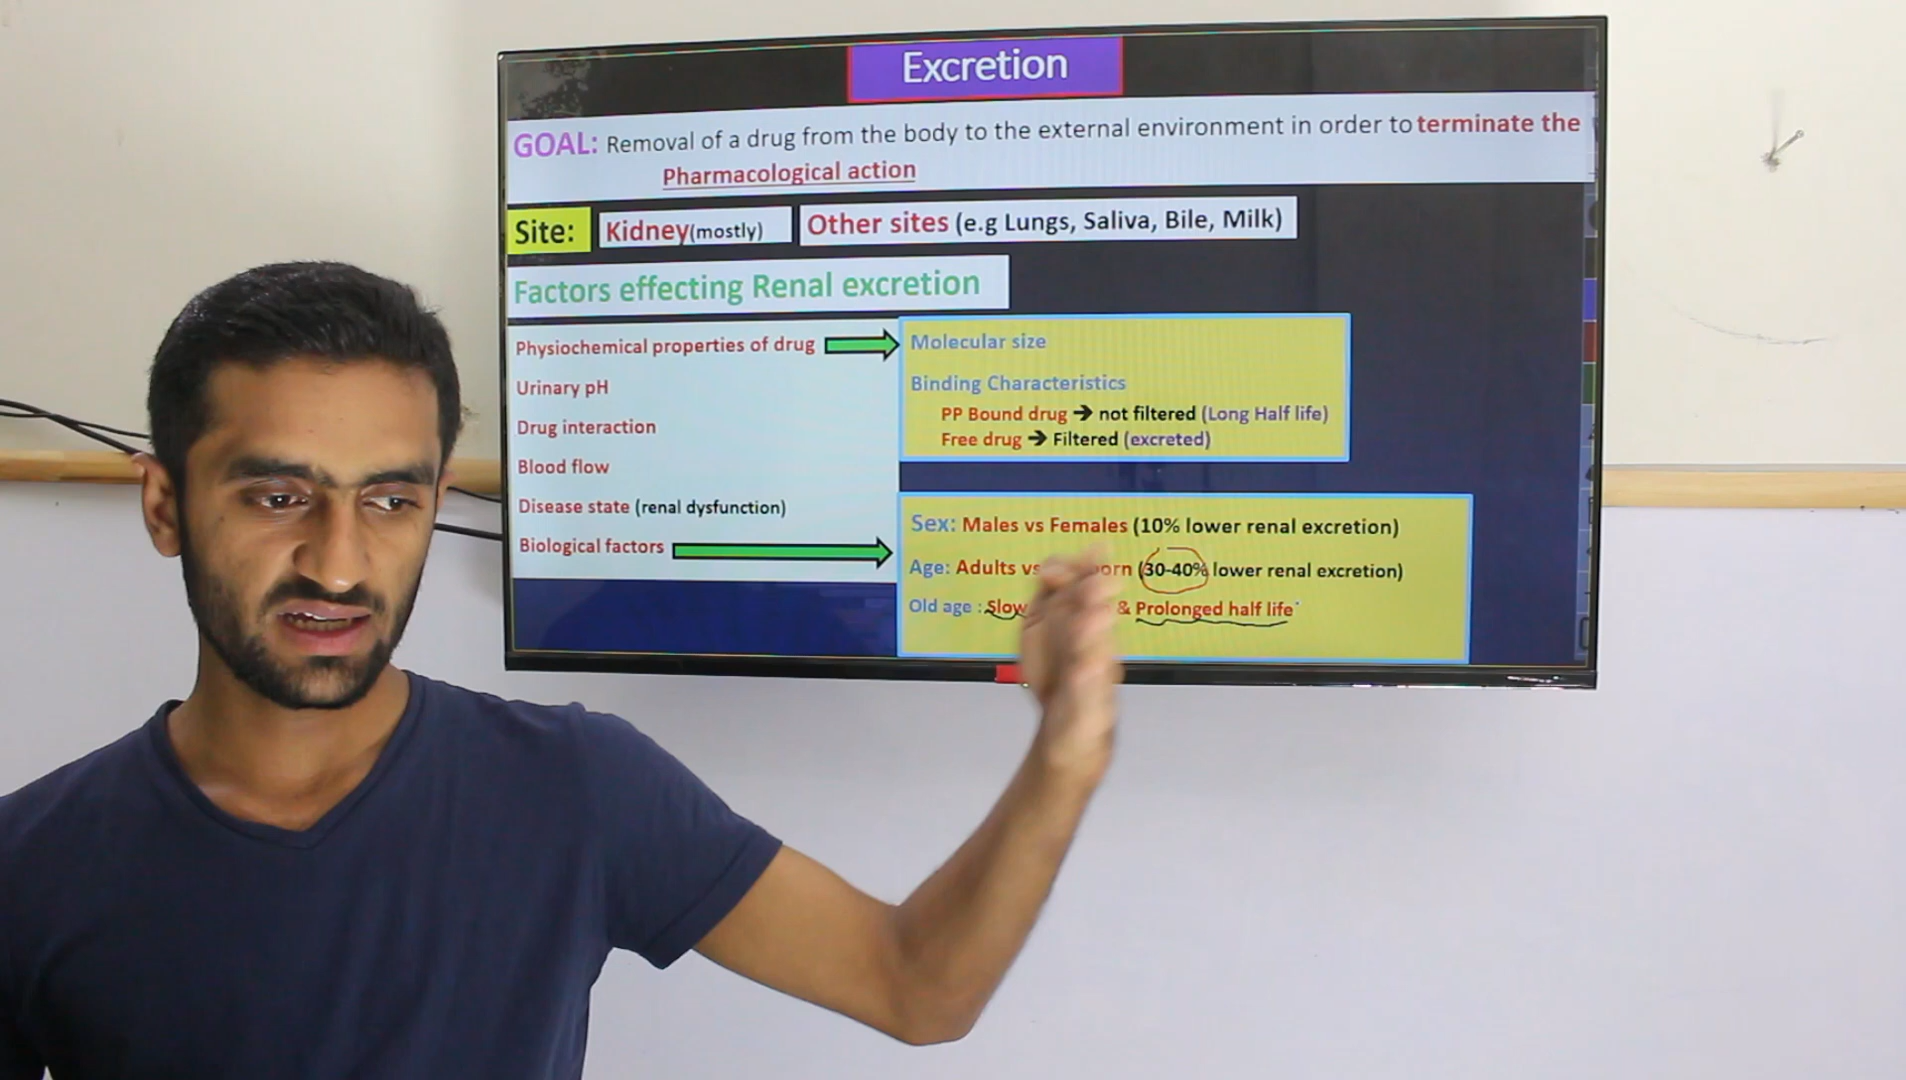 Excretion
GOAL: Removal of a drug from the body to the external environment in order to terminate the
Pharmacological action
Site: Kidney(mostly) Other sites (e.g Lungs, Saliva, Bile, Milk)
Factors effecting Renal excretion
Physiochemical properties of drug
Urinary pH
Drug interaction
Blood flow
Disease state (renal dysfunction)
Biological factors
Molecular size
Binding Characteristics
PP Bound drug → not filtered (Long Half life)
Free drug → Filtered (excreted)
Sex: Males vs Females (10% lower renal excretion)
Age: Adults vs (30-40% lower renal excretion)
Old age : Slow & Prolonged half life